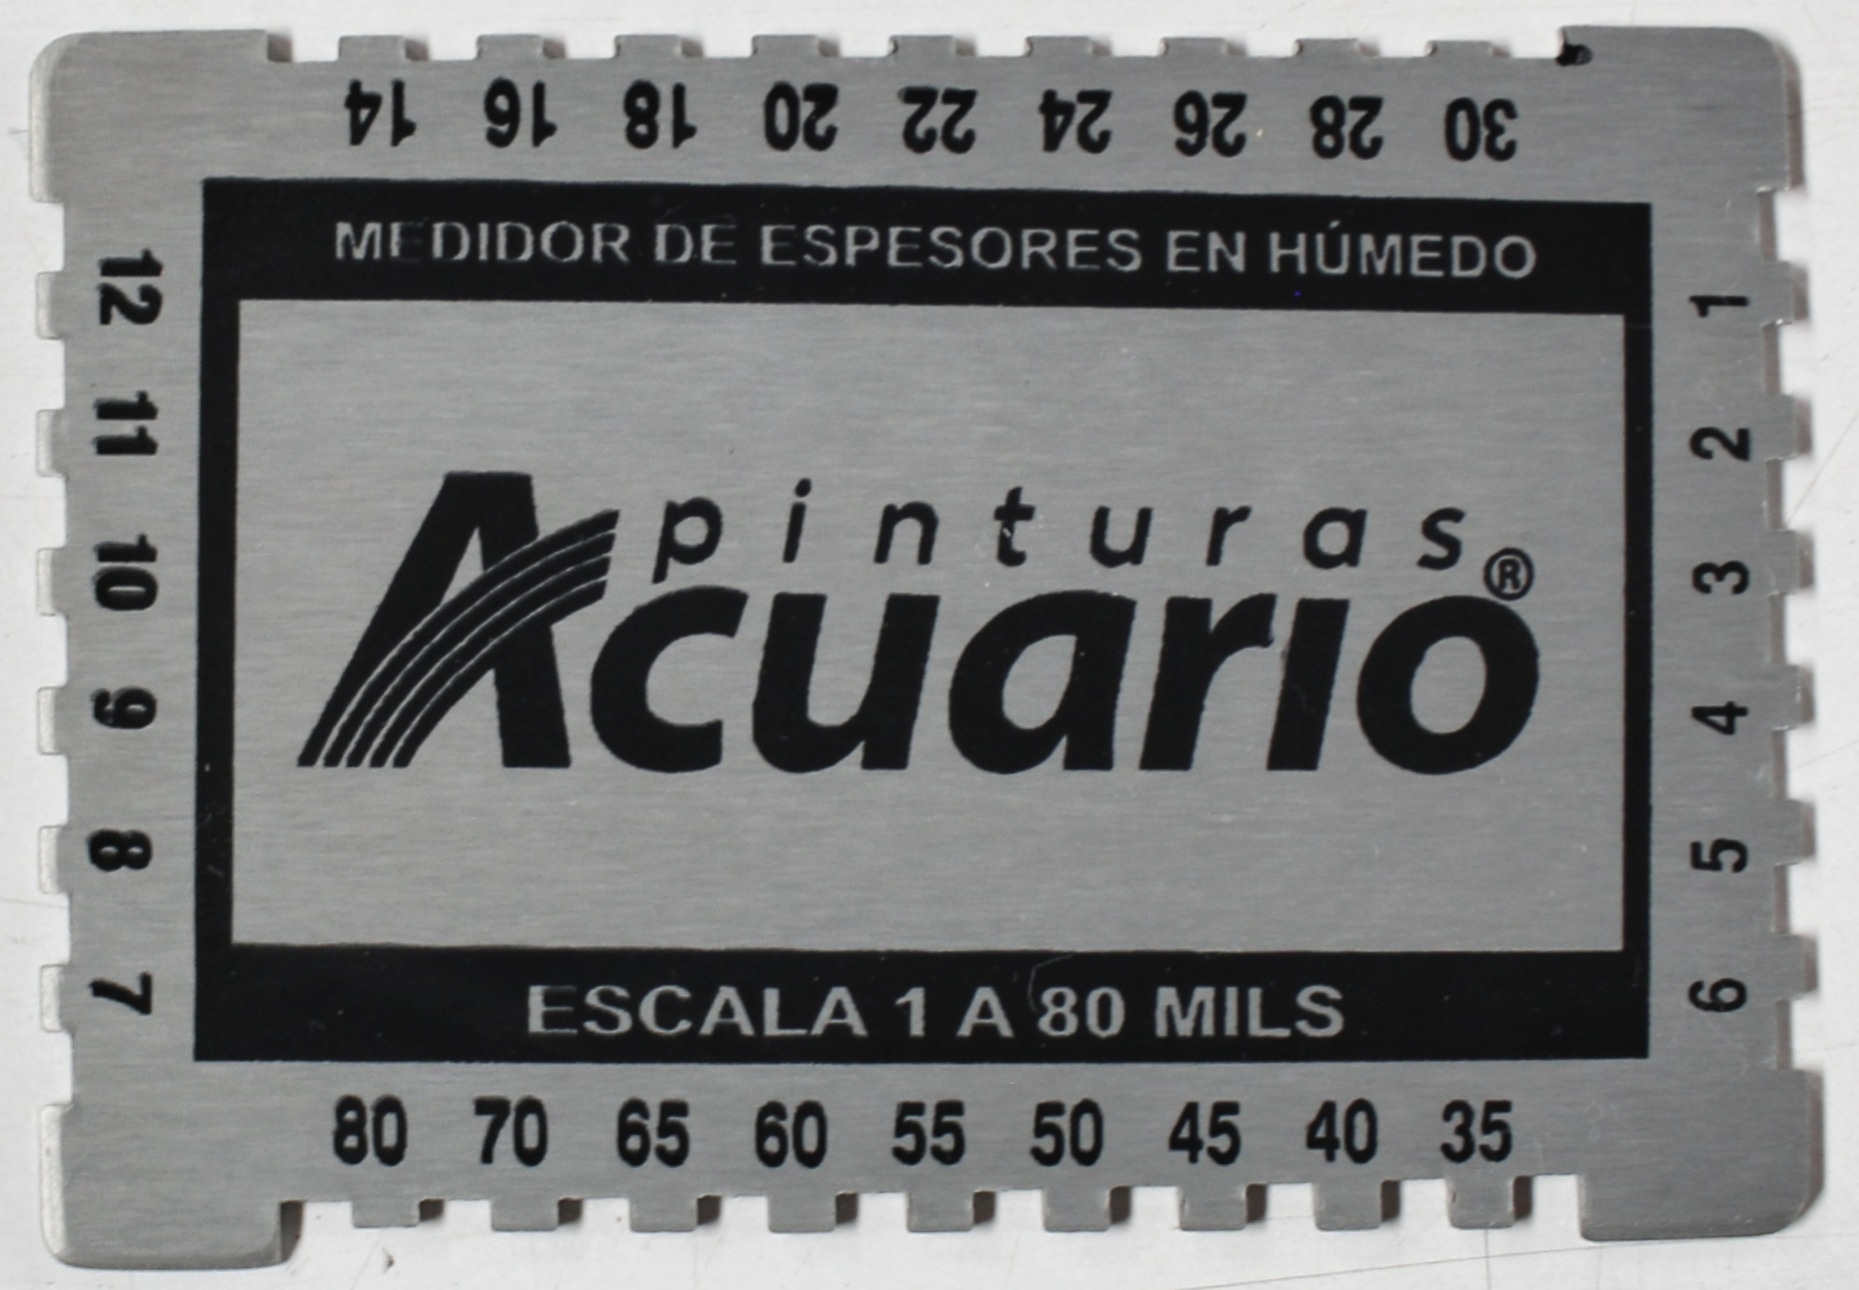 14 16 18 20 22 24 26 28 30
MEDIDOR DE ESPESORES EN HÚMEDO
12 11 10 9 8 7
pinturas
Acuario®
1 2 3 4 5 6
ESCALA 1 A 80 MILS
80 70 65 60 55 50 45 40 35